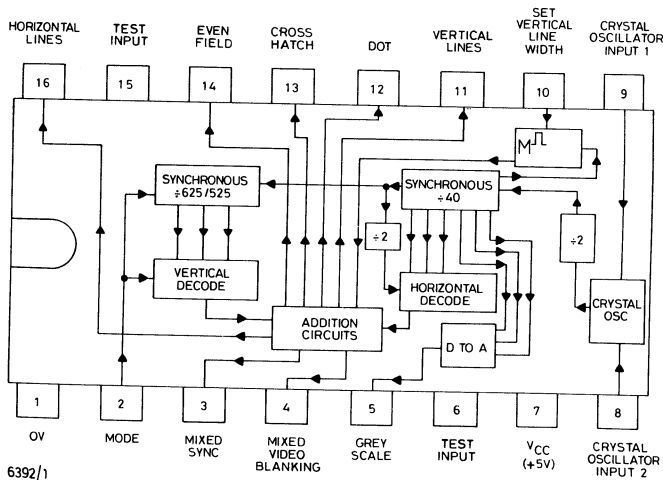 HORIZONTAL
LINES
TEST
INPUT
EVEN
FIELD
CROSS
HATCH
DOT
VERTICAL
LINES
SET
VERTICAL
LINE
WIDTH
CRYSTAL
OSCILLATOR
INPUT 1
16
15
14
13
12
11
10
9
M
SYNCHRONOUS
÷625/525
SYNCHRONOUS
÷40
÷2
÷2
VERTICAL
DECODE
HORIZONTAL
DECODE
CRYSTAL
OSC
ADDITION
CIRCUITS
D TO A
1
2
3
4
5
6
7
8
0V
MODE
MIXED
SYNC
MIXED
VIDEO
BLANKING
GREY
SCALE
TEST
INPUT
VCC
(+5V)
CRYSTAL
OSCILLATOR
INPUT 2
6392/1